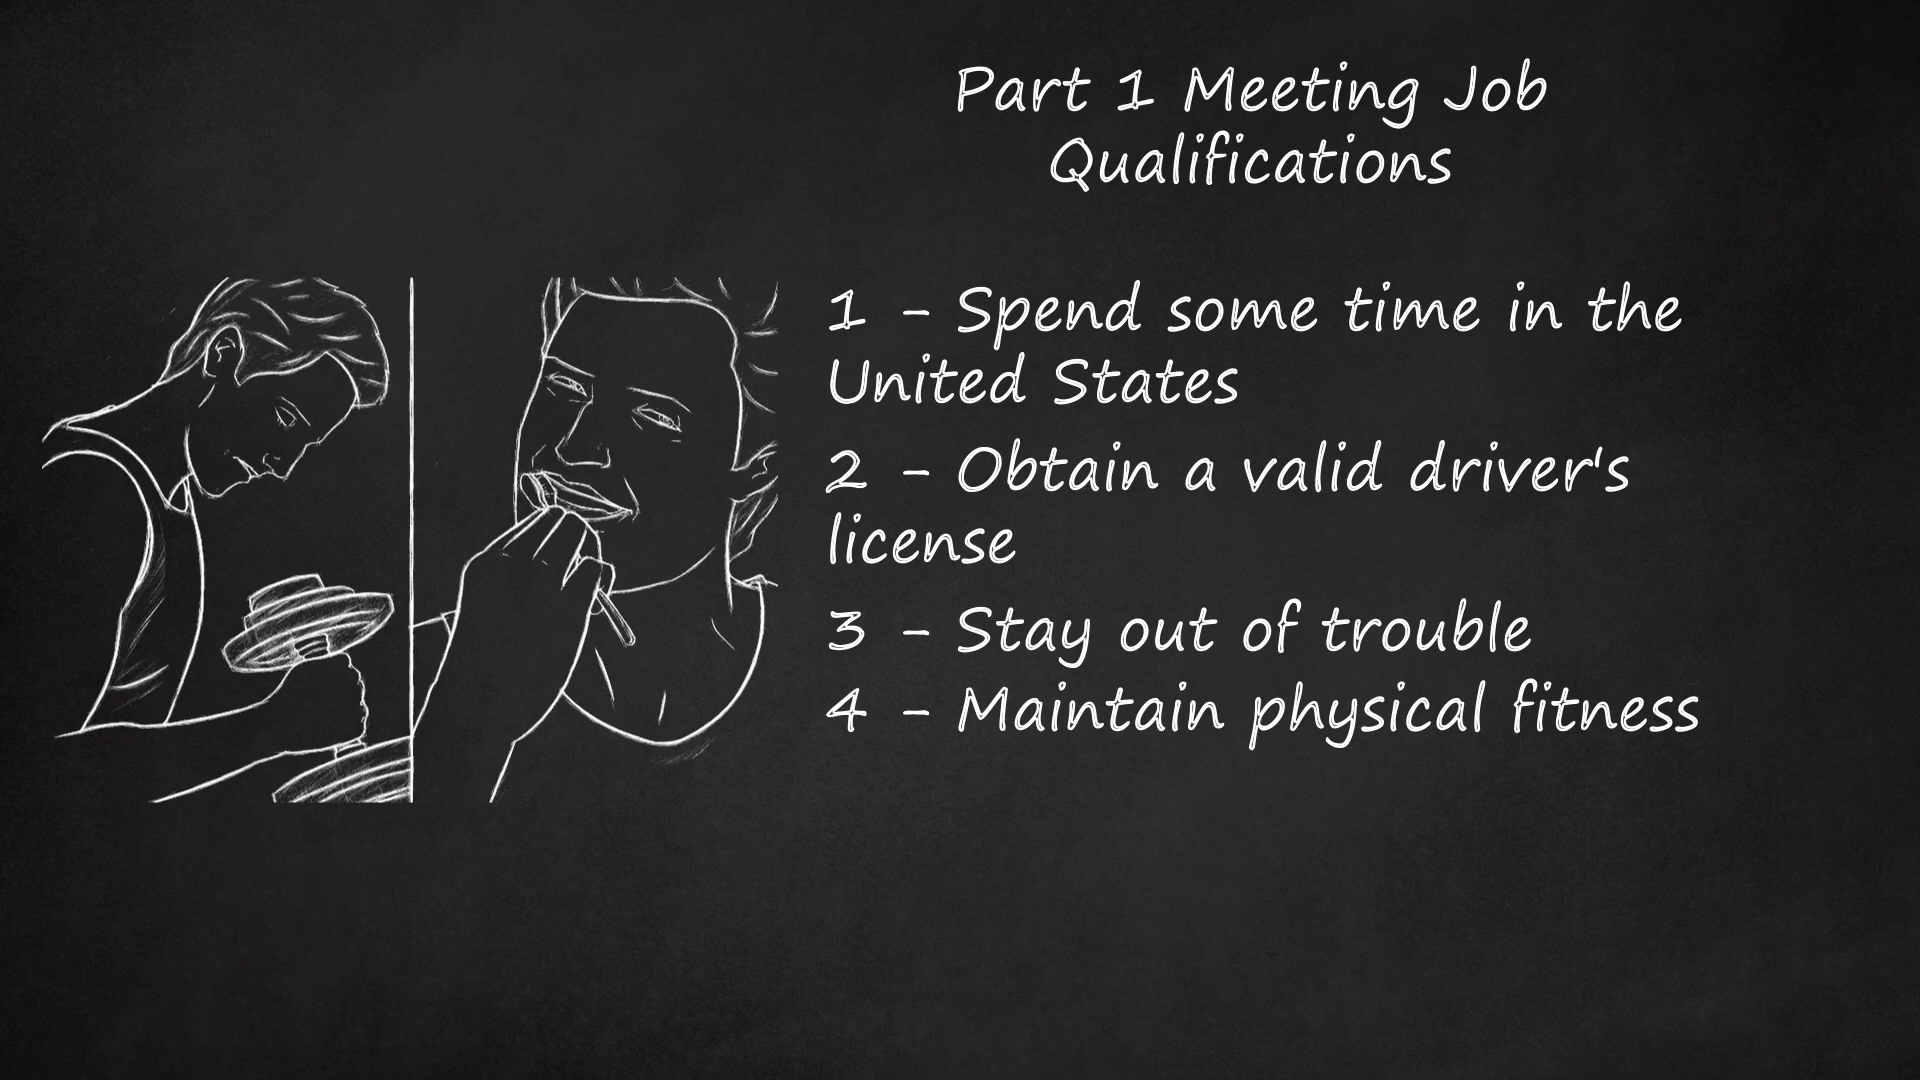 Part 1 Meeting Job
Qualifications
1 - Spend some time in the
United States
2 - Obtain a valid driver's
license
3 - Stay out of trouble
4 - Maintain physical fitness